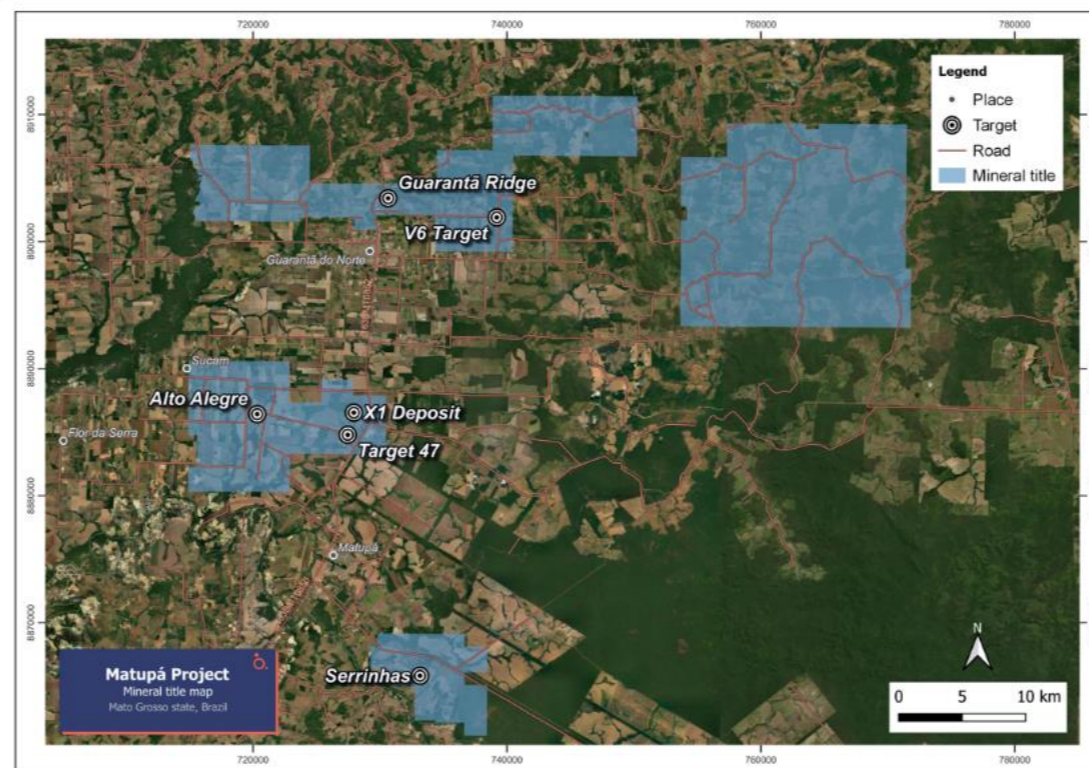 720000
740000
760000
780000
8910000
8900000
8890000
8880000
8870000
Legend
Place
Target
Road
Mineral title
Guarantã Ridge
V6 Target
Guarantã do Norte
Sucam
Alto Alegre
X1 Deposit
Flor da Serra
Target 47
Matupá
Serrinhas
Matupá Project
Mineral title map
Mato Grosso state, Brazil
N
0 5 10 km
720000
740000
760000
780000